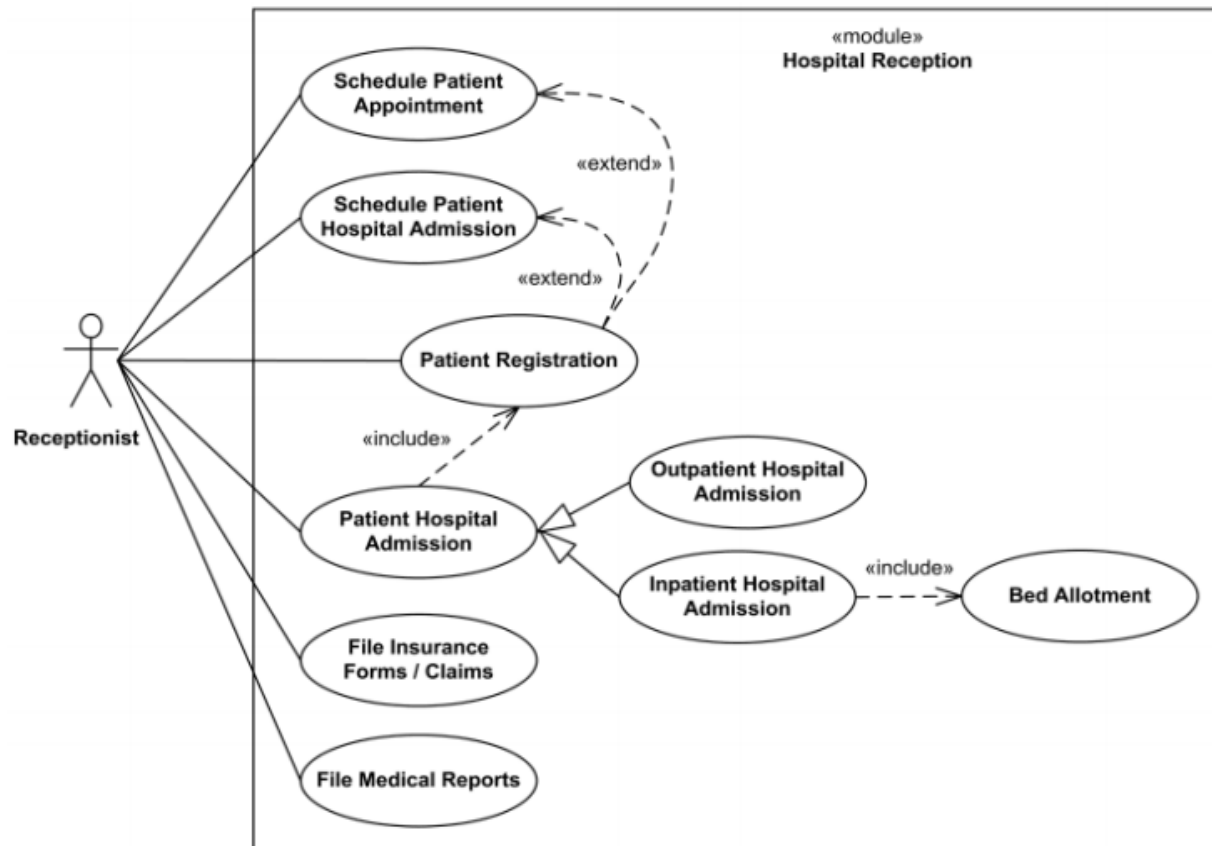 «module»
Hospital Reception
Schedule Patient
Appointment
«extend»
Schedule Patient
Hospital Admission
«extend»
Patient Registration
Receptionist
«include»
Outpatient Hospital
Admission
Patient Hospital
Admission
«include»
Inpatient Hospital
Admission
Bed Allotment
File Insurance
Forms / Claims
File Medical Reports